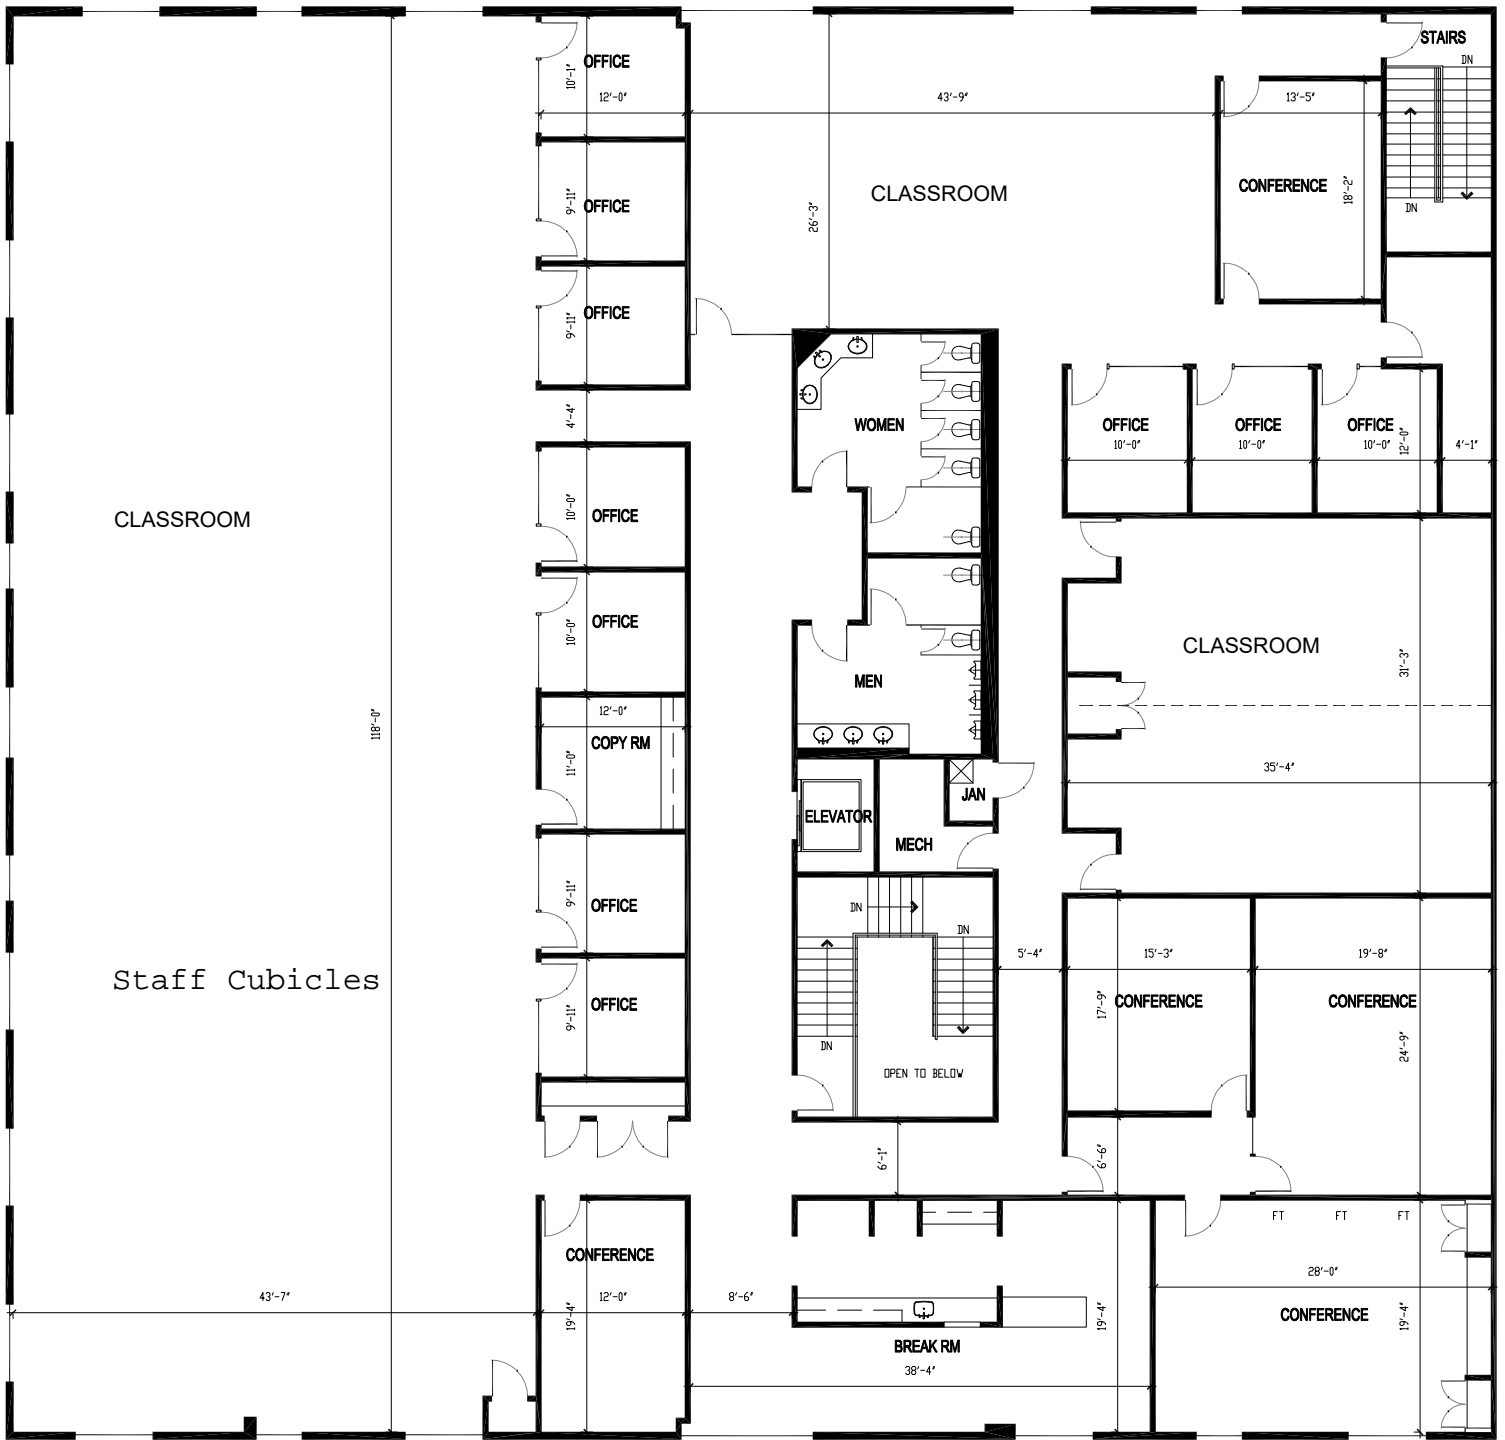 STAIRS
DN
OFFICE
10'-1"
12'-0"
43'-9"
13'-5"
CLASSROOM
CONFERENCE
18'-2"
DN
9'-11"
OFFICE
26'-3"
9'-11"
OFFICE
4'-4"
WOMEN
OFFICE
10'-0"
OFFICE
10'-0"
OFFICE
10'-0"
12'-0"
4'-1"
CLASSROOM
10'-0"
OFFICE
10'-0"
OFFICE
CLASSROOM
31'-3"
MEN
118'-0"
12'-0"
COPY RM
11'-0"
35'-4"
JAN
ELEVATOR
MECH
9'-11"
OFFICE
DN
DN
5'-4"
15'-3"
19'-8"
Staff Cubicles
9'-11"
OFFICE
17'-9"
CONFERENCE
CONFERENCE
24'-9"
DN
OPEN TO BELOW
6'-1"
6'-6"
FT
FT
FT
CONFERENCE
28'-0"
43'-7"
12'-0"
19'-4"
8'-6"
19'-4"
CONFERENCE
19'-4"
BREAK RM
38'-4"